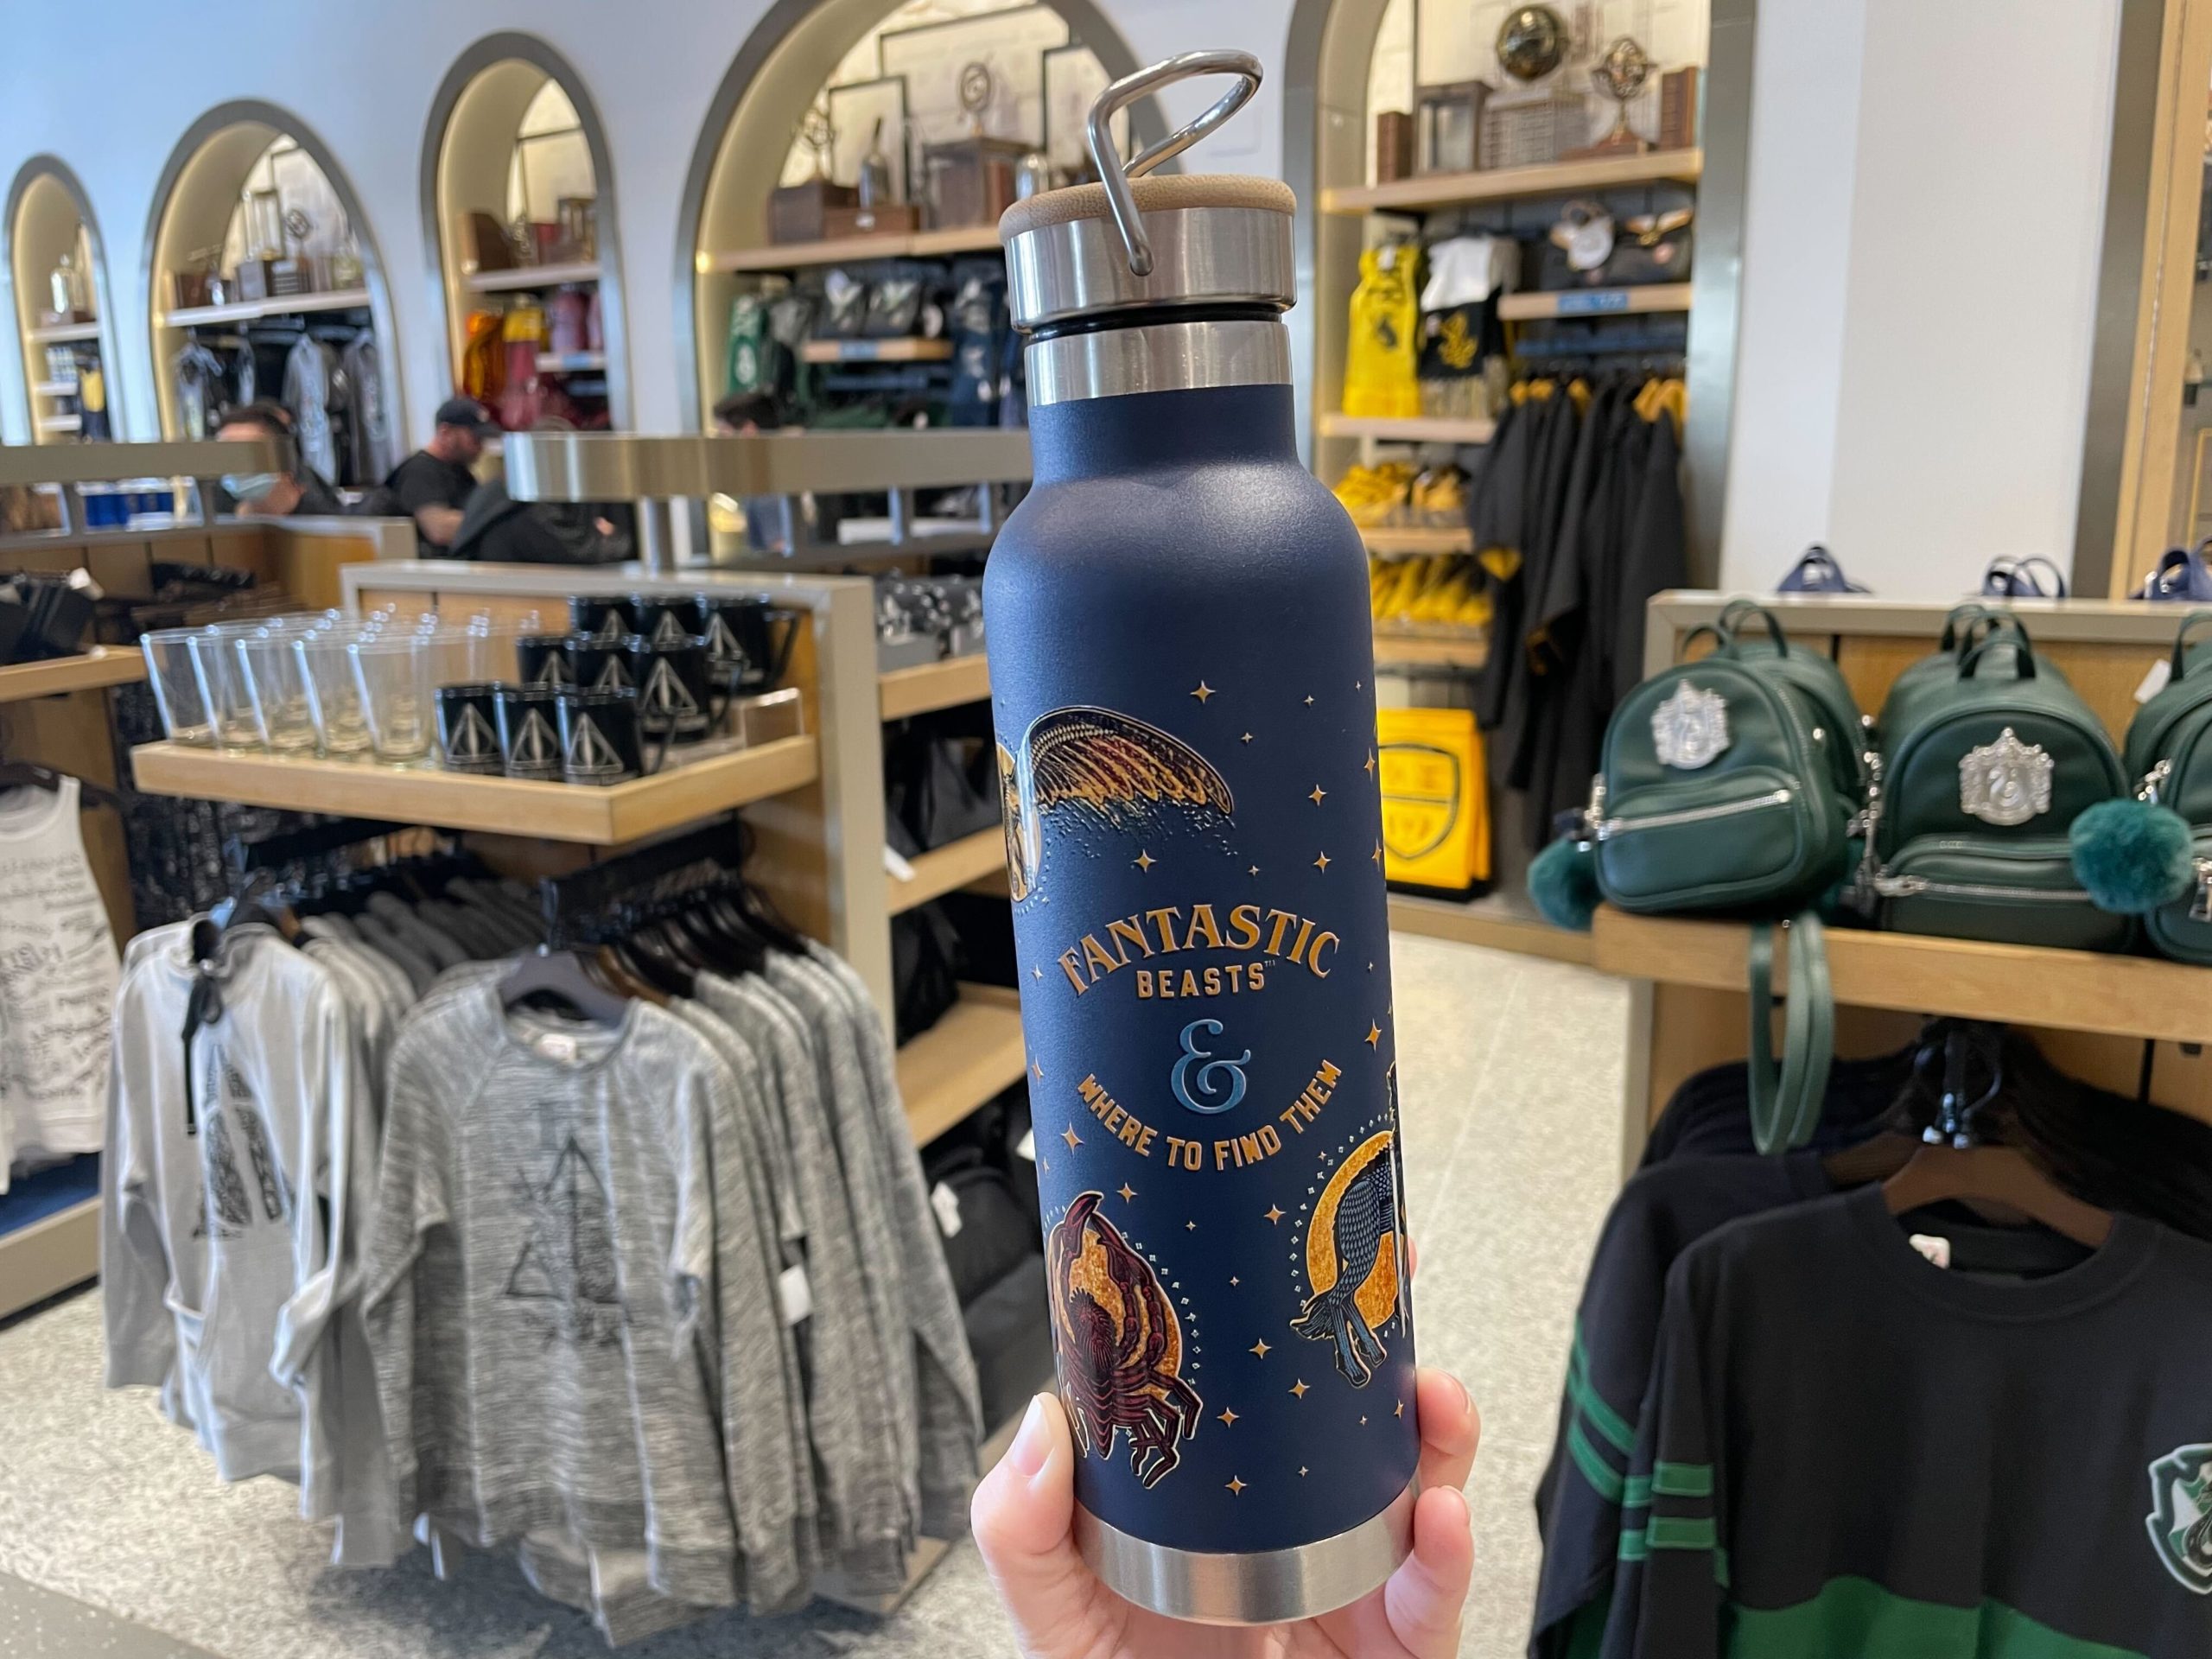 FANTASTIC
BEASTS™
&
WHERE TO FIND THEM